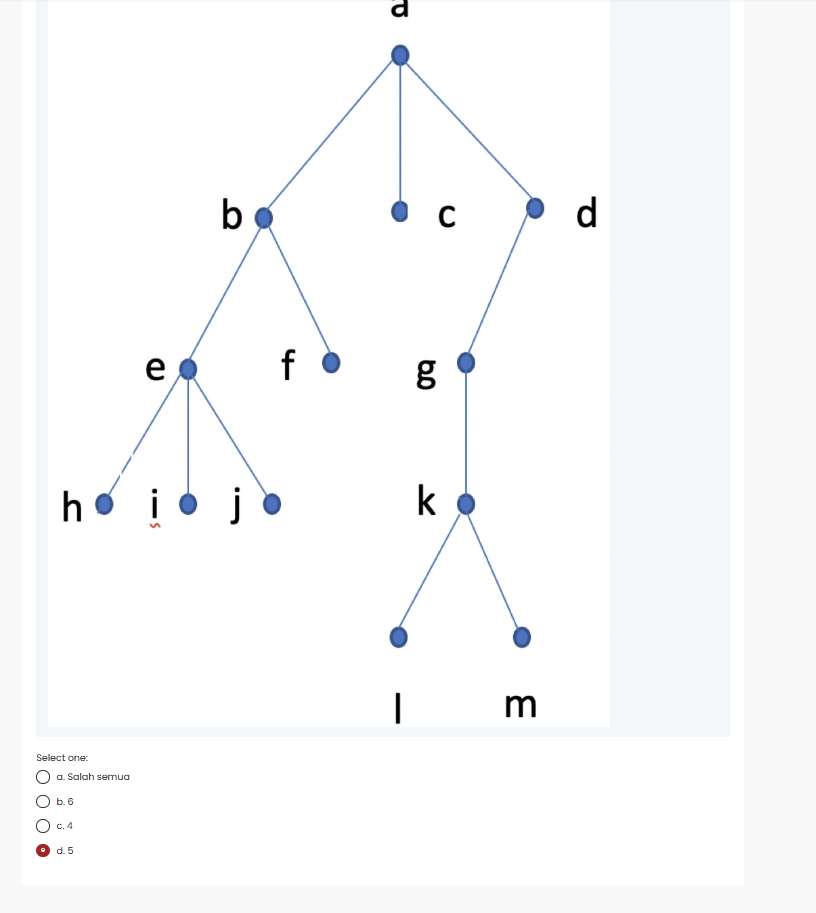 a
b c d
e f g
h i j k
l m
Select one:
a. Salah semua
b. 6
c. 4
d. 5